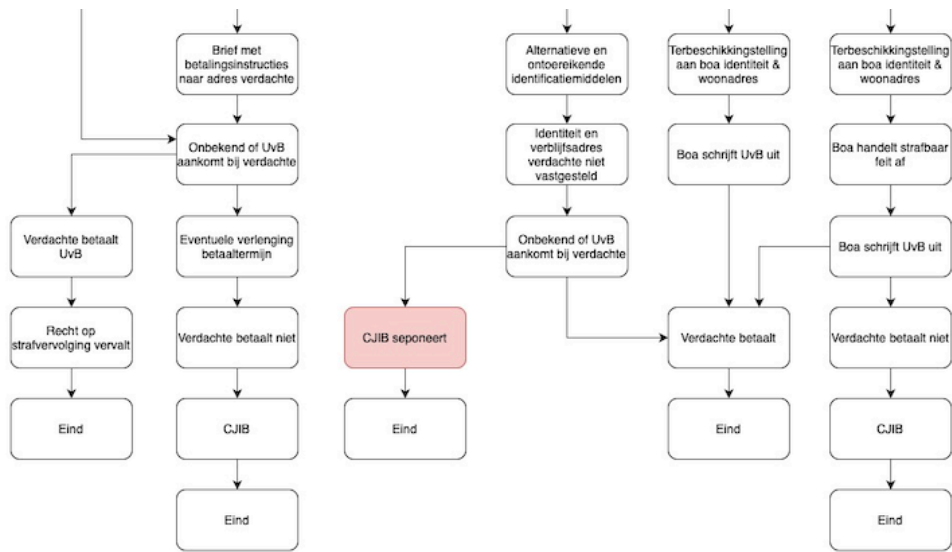 Brief met
betalingsinstructies
naar adres verdachte
Alternatieve en
ontoereikende
identificatiemiddelen
Terbeschikkingstelling
aan boa identiteit &
woonadres
Terbeschikkingstelling
aan boa identiteit &
woonadres
Onbekend of UvB
aankomt bij verdachte
Identiteit en
verblijfsadres
verdachte niet
vastgesteld
Boa schrijft UvB uit
Boa handelt strafbaar
feit af
Verdachte betaalt
UvB
Eventuele verlenging
betaaltermijn
Onbekend of UvB
aankomt bij verdachte
Boa schrijft UvB uit
Recht op
strafvervolging vervalt
Verdachte betaalt niet
CJIB seponeert
Verdachte betaalt
Verdachte betaalt niet
Eind
CJIB
Eind
Eind
CJIB
Eind
Eind